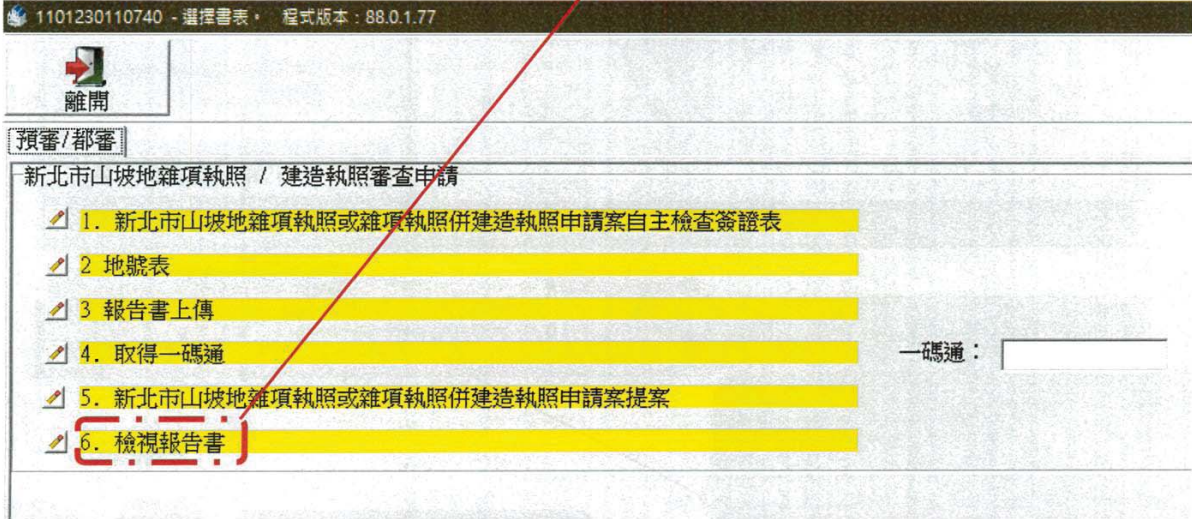 1101230110740 -選擇書表。 程式版本:88.0.1.77
離開
預審/都審
新北市山坡地雜項執照 / 建造執照審查申請
1. 新北市山坡地雜項執照或雜項執照併建造執照申請案自主檢查簽證表
2 地號表
3 報告書上傳
4. 取得一碼通
一碼通:
5. 新北市山坡地雜項執照或雜項執照併建造執照申請案提案
6. 檢視報告書